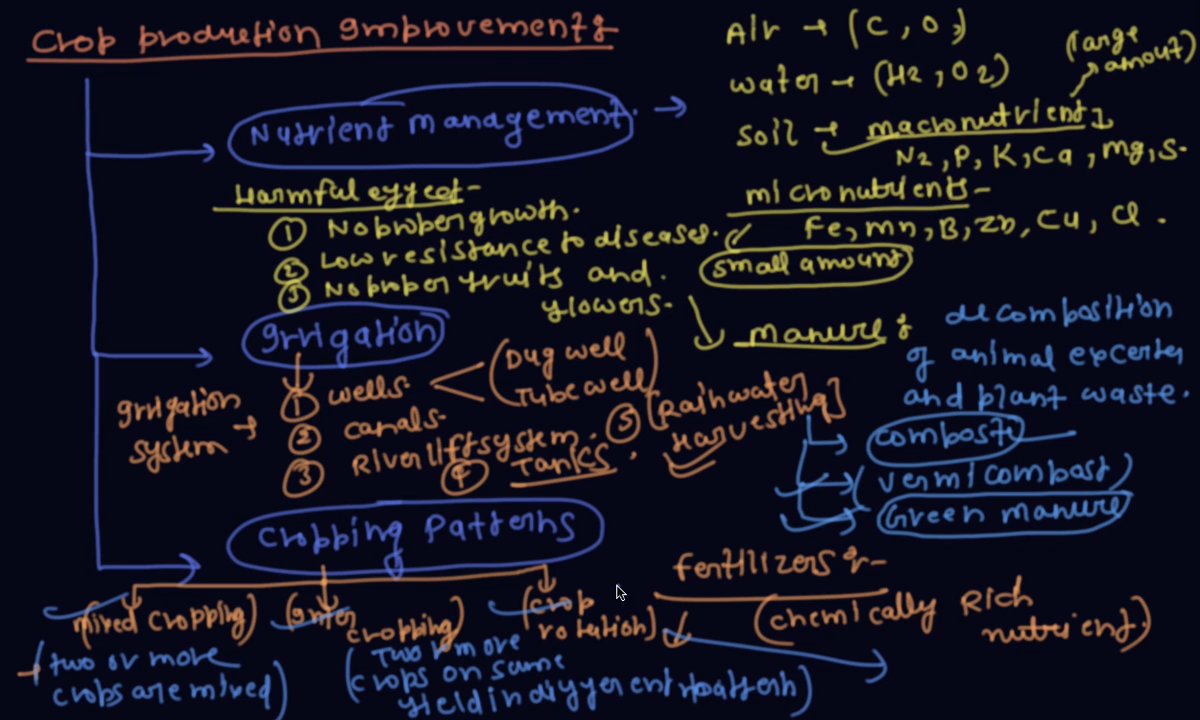 Crop production Improvements
Nutrient management.
Air → (C, O2)
water → (H2, O2)
(large amount)
soil → macronutrients
N2, P, K, Ca, mg, S.
micronutrients-
Fe, mn, B, Zn, Cu, Cl.
small amount
Harmful effect-
① No proper growth.
② Low resistance to diseases.
③ No proper fruits and
flowers.
manure:
decomposition
of animal
and plant waste.
compost
(vermicompost)
Green manure
Irrigation
Irrigation
system →
① wells
(Dug well
Tube well)
② canals-
③ River lift system.
④ Tanks.
⑤ [Rainwater
Harvesting]
Cropping Patterns
(mixed cropping)
(inter
cropping)
(crop
rotation)
(two or more
crops are mixed)
(Two or more
crops on same
in different pattern)
fertilizers:-
(chemically Rich
nutrient.)